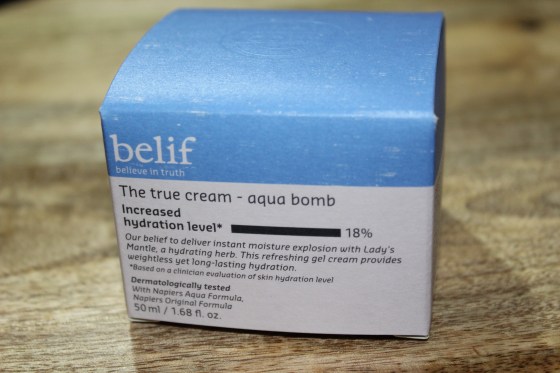 belif
believe in truth
The true cream - aqua bomb
Increased
hydration level* 18%
Our belief to deliver instant moisture explosion with Lady's
Mantle, a hydrating herb. This refreshing gel cream provides
weightless yet long-lasting hydration.
*Based on a clinician evaluation of skin hydration level
Dermatologically tested
With Napiers Aqua Formula,
Napiers Original Formula
50ml / 1.68 fl. oz.